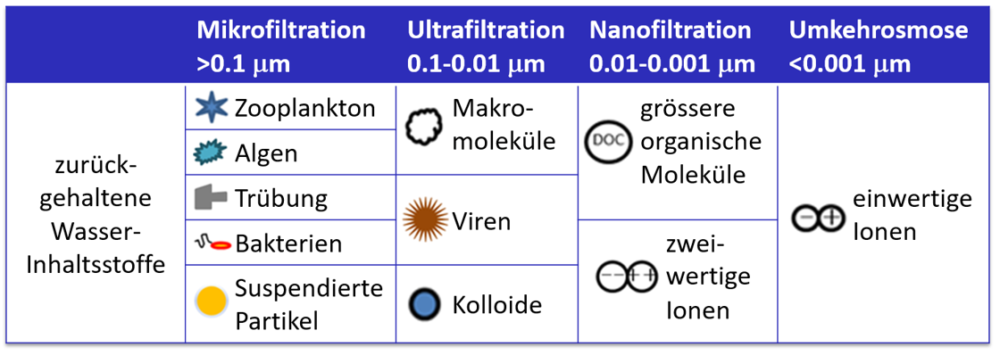 Mikrofiltration
>0.1 μm
Ultrafiltration
0.1-0.01 μm
Nanofiltration
0.01-0.001 μm
Umkehrosmose
<0.001 μm
zurück-
gehaltene
Wasser-
Inhaltsstoffe
Zooplankton
Algen
Trübung
Bakterien
Suspendierte
Partikel
Makro-
moleküle
Viren
Kolloide
DOC
grössere
organische
Moleküle
−− ++
zwei-
wertige
Ionen
− +
einwertige
Ionen